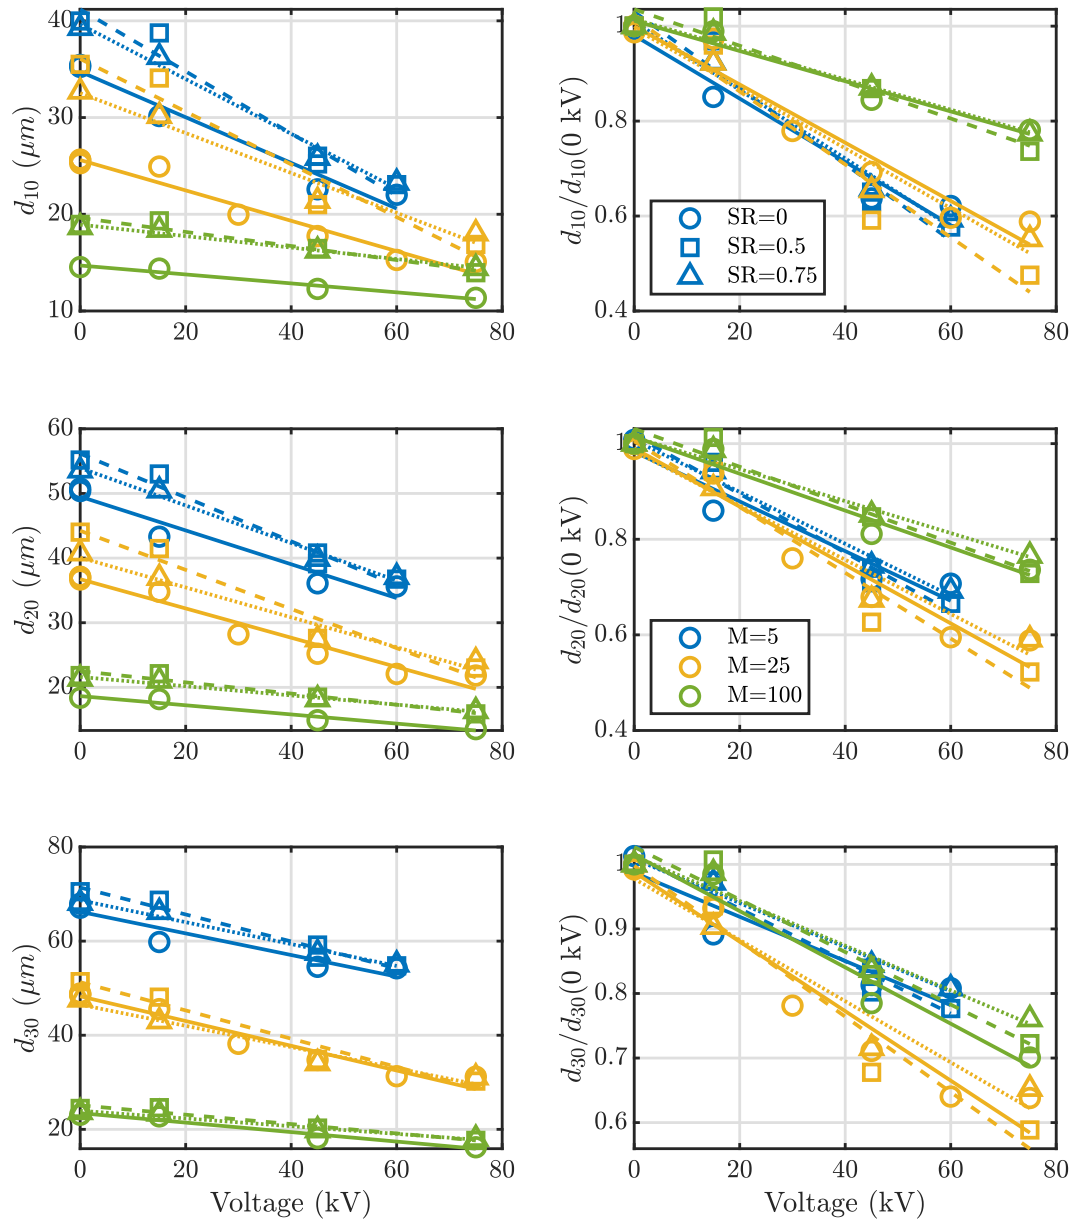 40
30
20
10
d₁₀ (μm)
0 20 40 60 80
1
0.8
0.6
0.4
d₁₀/d₁₀(0 kV)
SR=0
SR=0.5
SR=0.75
0 20 40 60 80
60
50
40
30
20
d₂₀ (μm)
0 20 40 60 80
1
0.8
0.6
0.4
d₂₀/d₂₀(0 kV)
M=5
M=25
M=100
0 20 40 60 80
80
60
40
20
d₃₀ (μm)
0 20 40 60 80
Voltage (kV)
1
0.9
0.8
0.7
0.6
d₃₀/d₃₀(0 kV)
0 20 40 60 80
Voltage (kV)